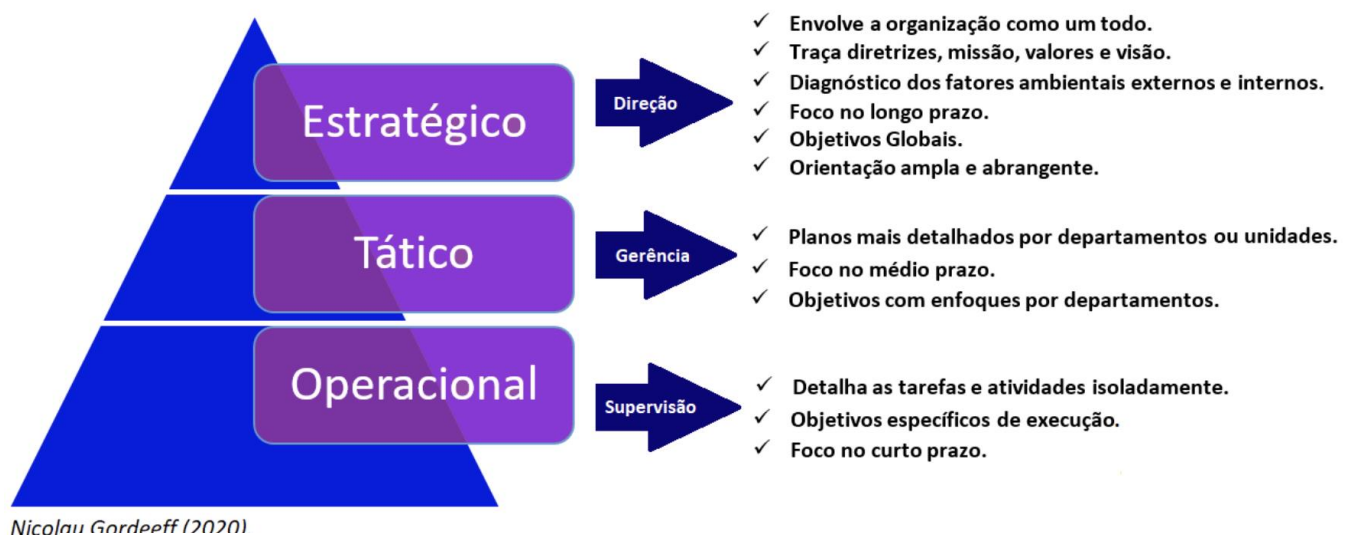 Estratégico
Direção
✓ Envolve a organização como um todo.
✓ Traça diretrizes, missão, valores e visão.
✓ Diagnóstico dos fatores ambientais externos e internos.
✓ Foco no longo prazo.
✓ Objetivos Globais.
✓ Orientação ampla e abrangente.
Tático
Gerência
✓ Planos mais detalhados por departamentos ou unidades.
✓ Foco no médio prazo.
✓ Objetivos com enfoques por departamentos.
Operacional
Supervisão
✓ Detalha as tarefas e atividades isoladamente.
✓ Objetivos específicos de execução.
✓ Foco no curto prazo.
Nicolau Gordeeff (2020)